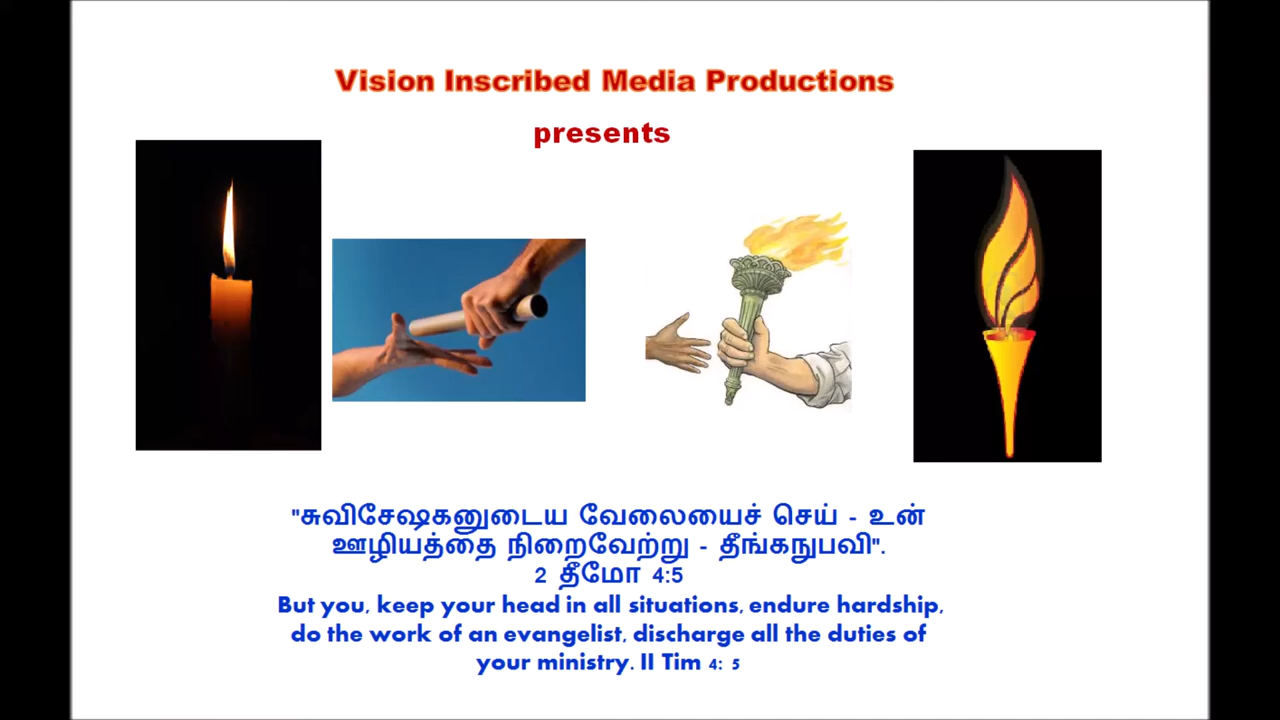 Vision Inscribed Media Productions
presents
"சுவிசேஷகனுடைய வேலையைச் செய் - உன்
ஊழியத்தை நிறைவேற்று - தீங்கநுபவி".
2 தீமோ 4:5
But you, keep your head in all situations, endure hardship,
do the work of an evangelist, discharge all the duties of
your ministry. II Tim 4: 5